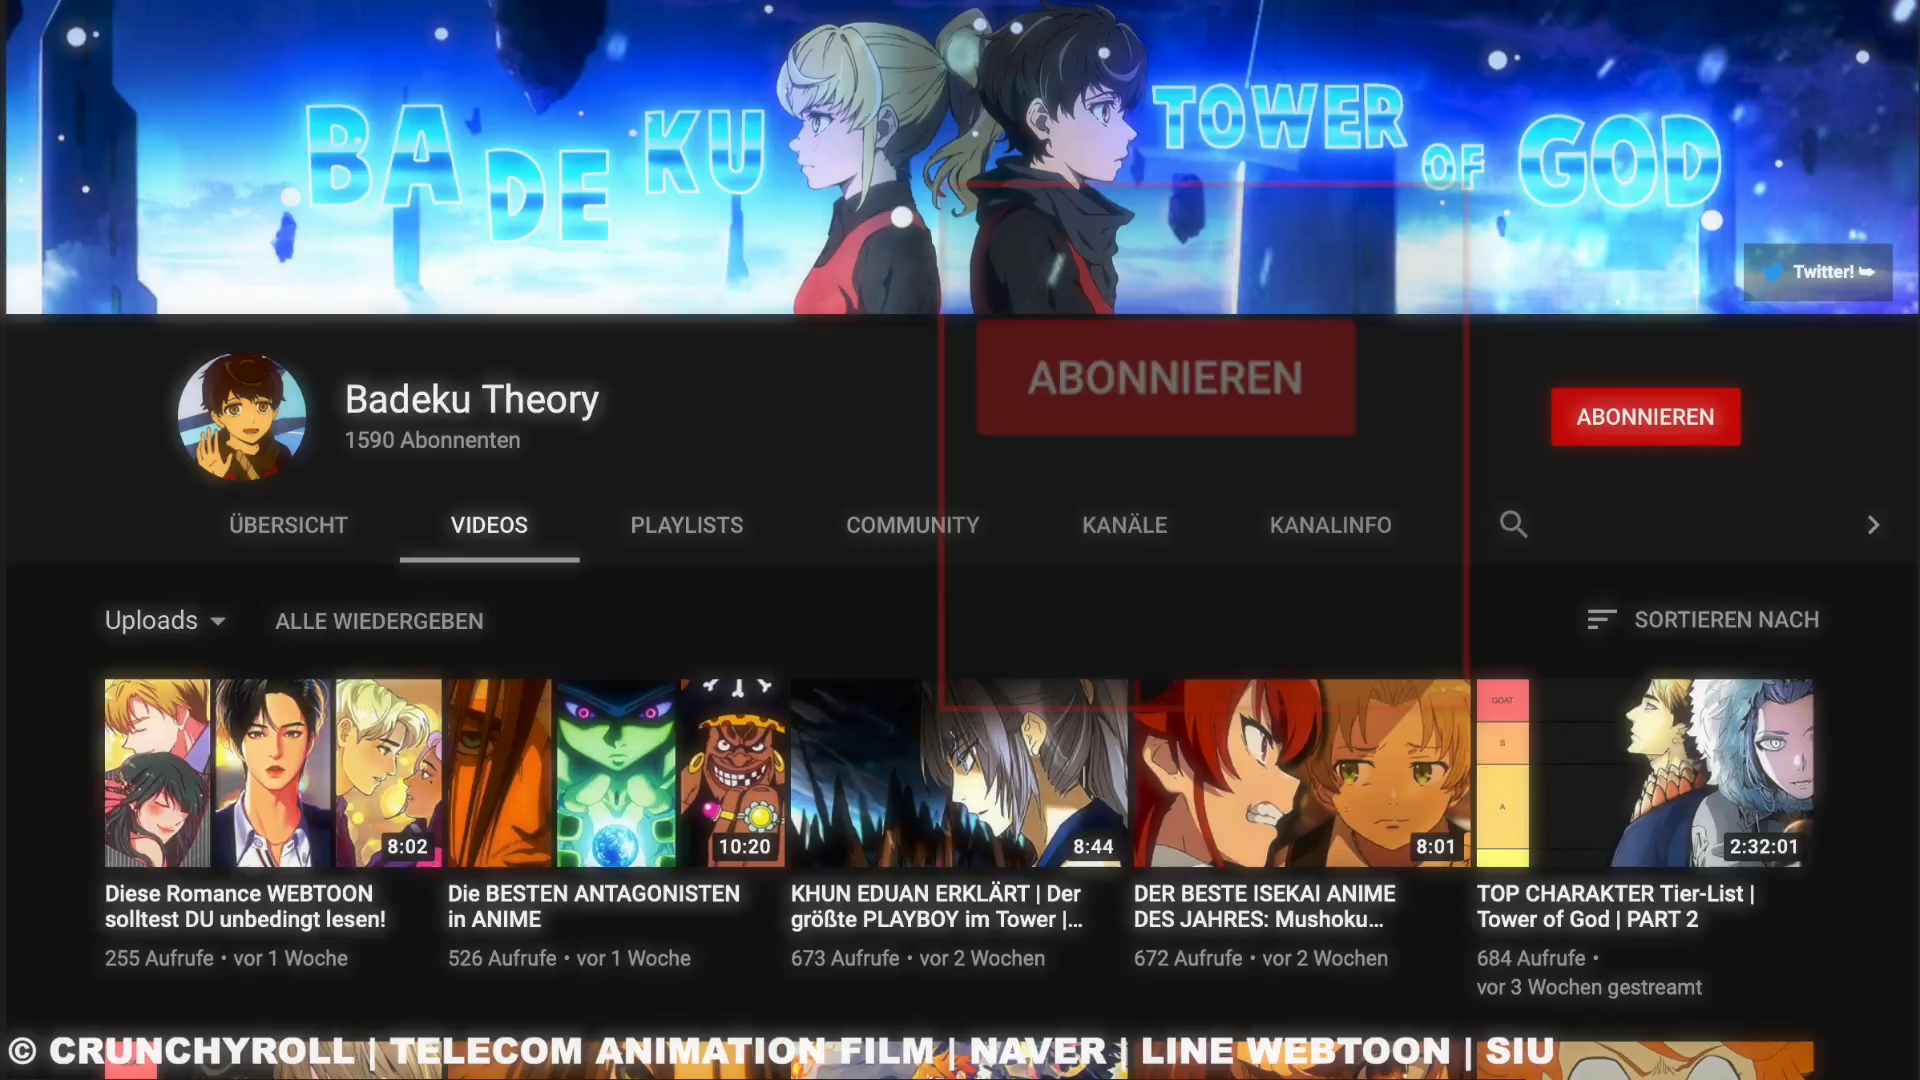 BADEKU TOWER OF GOD
Twitter!
Badeku Theory
1590 Abonnenten
ABONNIEREN
ABONNIEREN
ÜBERSICHT VIDEOS PLAYLISTS COMMUNITY KANÄLE KANALINFO
Uploads ALLE WIEDERGEBEN SORTIEREN NACH
GOAT
S
A
8:02
10:20
8:44
8:01
2:32:01
Diese Romance WEBTOON
solltest DU unbedingt lesen!
255 Aufrufe • vor 1 Woche
Die BESTEN ANTAGONISTEN
in ANIME
526 Aufrufe • vor 1 Woche
KHUN EDUAN ERKLÄRT | Der
größte PLAYBOY im Tower |...
673 Aufrufe • vor 2 Wochen
DER BESTE ISEKAI ANIME
DES JAHRES: Mushoku...
672 Aufrufe • vor 2 Wochen
TOP CHARAKTER Tier-List |
Tower of God | PART 2
684 Aufrufe •
vor 3 Wochen gestreamt
© CRUNCHYROLL | TELECOM ANIMATION FILM | NAVER | LINE WEBTOON | SIU